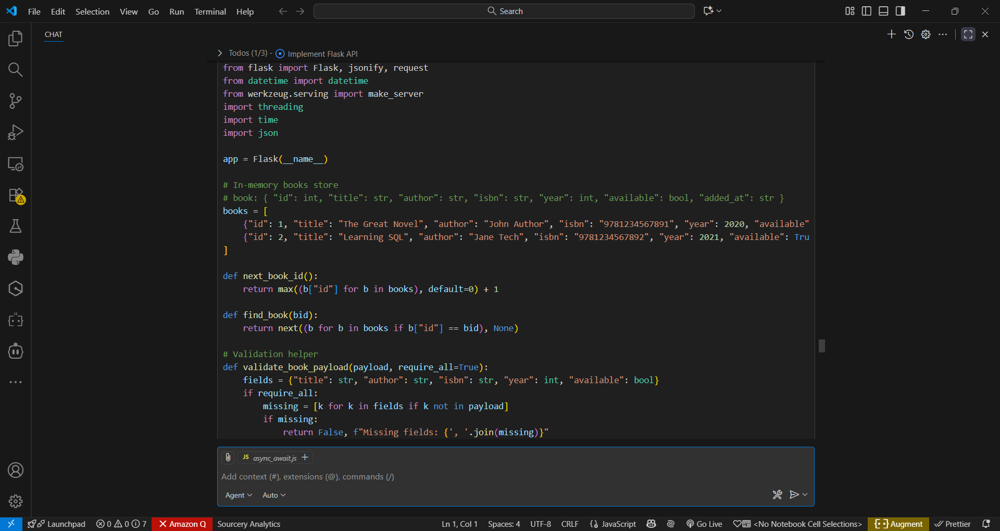 File Edit Selection View Go Run Terminal Help
Search
CHAT
Todos (1/3) - Implement Flask API
from flask import Flask, jsonify, request
from datetime import datetime
from werkzeug.serving import make_server
import threading
import time
import json
app = Flask(__name__)
# In-memory books store
# book: { "id": int, "title": str, "author": str, "isbn": str, "year": int, "available": bool, "added_at": str }
books = [
    {"id": 1, "title": "The Great Novel", "author": "John Author", "isbn": "9781234567891", "year": 2020, "available"
    {"id": 2, "title": "Learning SQL", "author": "Jane Tech", "isbn": "9781234567892", "year": 2021, "available": Tru
]
def next_book_id():
    return max((b["id"] for b in books), default=0) + 1
def find_book(bid):
    return next((b for b in books if b["id"] == bid), None)
# Validation helper
def validate_book_payload(payload, require_all=True):
    fields = {"title": str, "author": str, "isbn": str, "year": int, "available": bool}
    if require_all:
        missing = [k for k in fields if k not in payload]
        if missing:
            return False, f"Missing fields: {', '.join(missing)}"
JS async_await.js +
Add context (#), extensions (@), commands (/)
Agent Auto
Launchpad 0 0 7 Amazon Q Sourcery Analytics Ln 1, Col 1 Spaces: 4 UTF-8 CRLF {} JavaScript Go Live <No Notebook Cell Selections> Augment Prettier